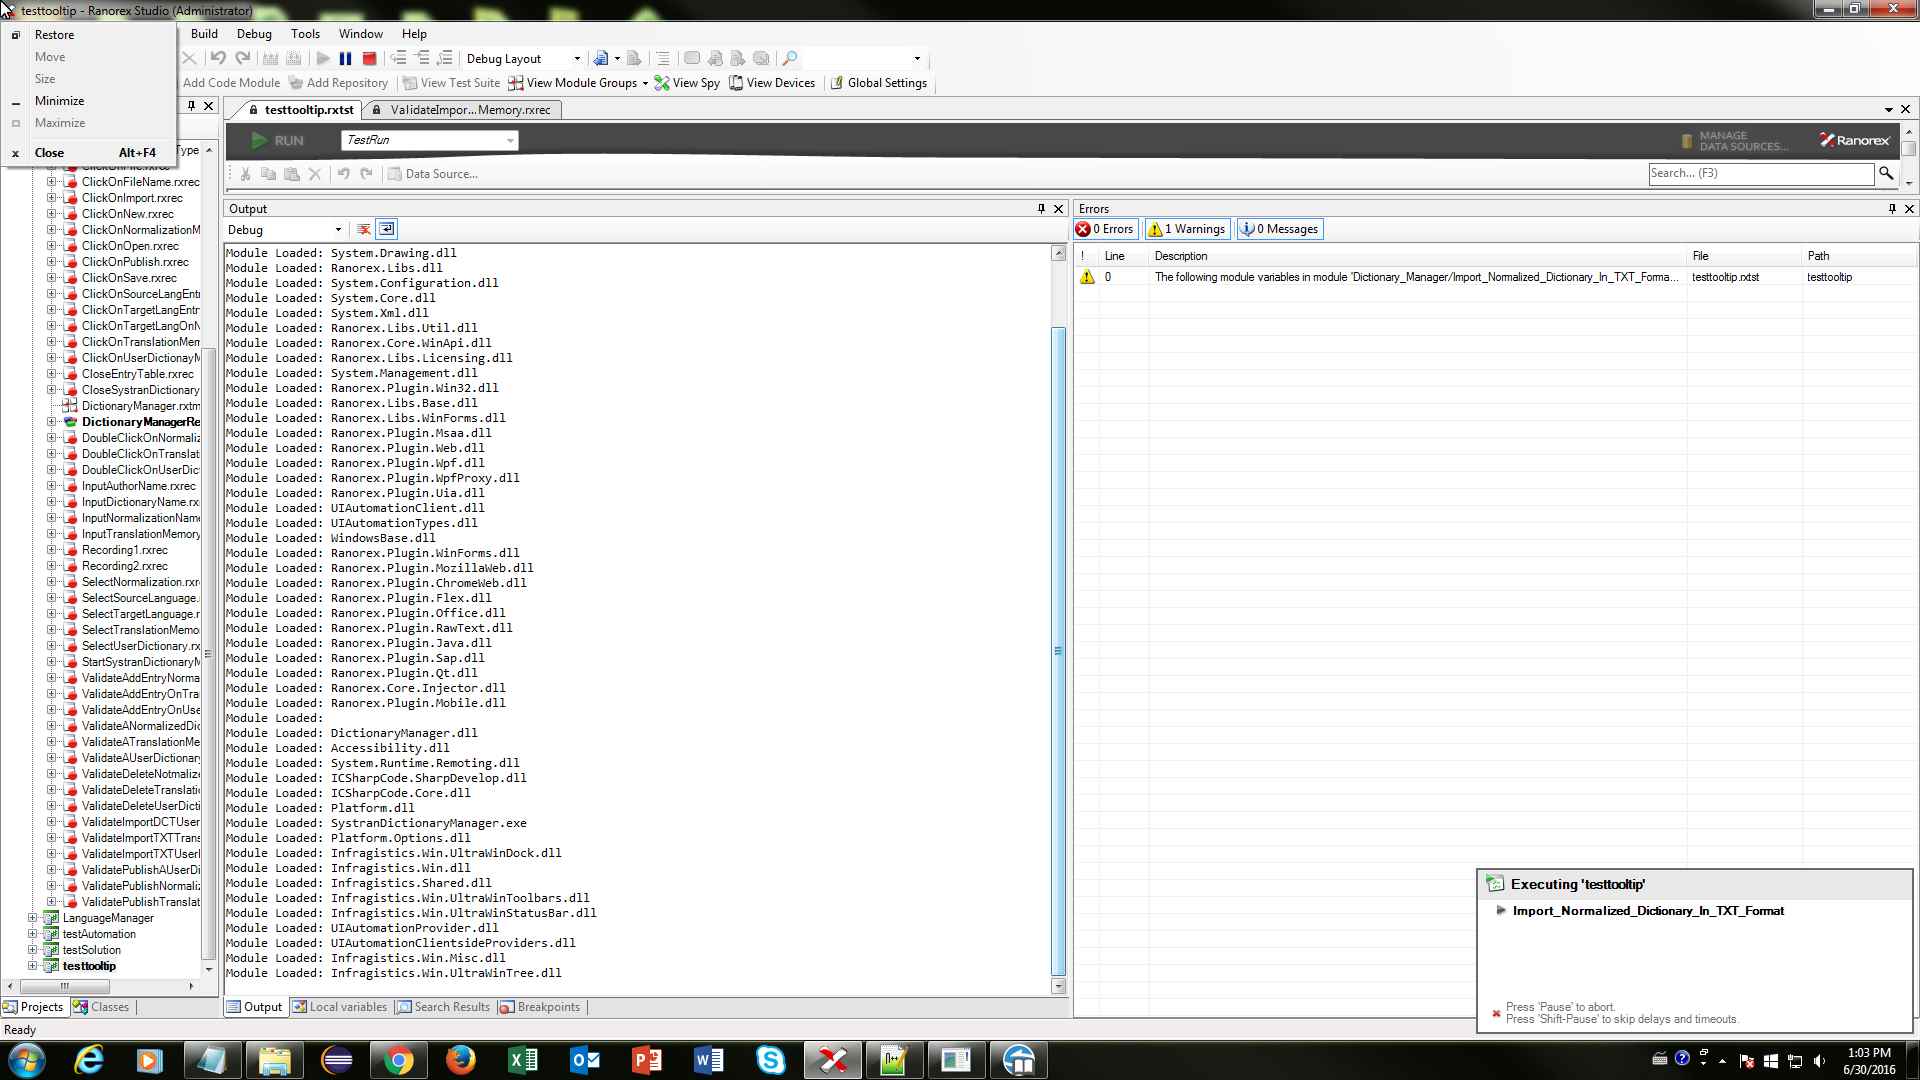 testtooltip - Ranorex Studio (Administrator)
Restore
Move
Size
Minimize
Maximize
Close Alt+F4
Build Debug Tools Window Help
Debug Layout
Add Code Module Add Repository View Test Suite View Module Groups View Spy View Devices Global Settings
testtooltip.rxtst ValidateImpor...Memory.rxrec
RUN TestRun MANAGE DATA SOURCES... Ranorex
Data Source... Search... (F3)
Type
ClickOnFile.rxrec
ClickOnFileName.rxrec
ClickOnImport.rxrec
ClickOnNew.rxrec
ClickOnNormalizationM
ClickOnOpen.rxrec
ClickOnPublish.rxrec
ClickOnSave.rxrec
ClickOnSourceLangEntr
ClickOnTargetLangEntr
ClickOnTargetLangOnN
ClickOnTranslationMem
ClickOnUserDictionayM
CloseEntryTable.rxrec
CloseSystranDictionary
DictionaryManager.rxtm
DictionaryManagerRe
DoubleClickOnNormaliz
DoubleClickOnTranslat
DoubleClickOnUserDict
InputAuthorName.rxrec
InputDictionaryName.rx
InputNormalizationName
InputTranslationMemory
Recording1.rxrec
Recording2.rxrec
SelectNormalization.rxr
SelectSourceLanguage.
SelectTargetLanguage.r
SelectTranslationMemo
SelectUserDictionary.rx
StartSystranDictionaryM
ValidateAddEntryNorma
ValidateAddEntryOnTra
ValidateAddEntryOnUse
ValidateANormalizedDic
ValidateATranslationMe
ValidateAUserDictionary
ValidateDeleteNotmalize
ValidateDeleteTranslati
ValidateDeleteUserDicti
ValidateImportDCTUser
ValidateImportTXTTrans
ValidateImportTXTUserI
ValidatePublishAUserDi
ValidatePublishNormaliz
ValidatePublishTranslat
LanguageManager
testAutomation
testSolution
testtooltip
Projects Classes
Ready
Output
Debug
Module Loaded: System.Drawing.dll
Module Loaded: Ranorex.Libs.dll
Module Loaded: System.Configuration.dll
Module Loaded: System.Core.dll
Module Loaded: System.Xml.dll
Module Loaded: Ranorex.Libs.Util.dll
Module Loaded: Ranorex.Core.WinApi.dll
Module Loaded: Ranorex.Libs.Licensing.dll
Module Loaded: System.Management.dll
Module Loaded: Ranorex.Plugin.Win32.dll
Module Loaded: Ranorex.Libs.Base.dll
Module Loaded: Ranorex.Libs.WinForms.dll
Module Loaded: Ranorex.Plugin.Msaa.dll
Module Loaded: Ranorex.Plugin.Web.dll
Module Loaded: Ranorex.Plugin.Wpf.dll
Module Loaded: Ranorex.Plugin.WpfProxy.dll
Module Loaded: Ranorex.Plugin.Uia.dll
Module Loaded: UIAutomationClient.dll
Module Loaded: UIAutomationTypes.dll
Module Loaded: WindowsBase.dll
Module Loaded: Ranorex.Plugin.WinForms.dll
Module Loaded: Ranorex.Plugin.MozillaWeb.dll
Module Loaded: Ranorex.Plugin.ChromeWeb.dll
Module Loaded: Ranorex.Plugin.Flex.dll
Module Loaded: Ranorex.Plugin.Office.dll
Module Loaded: Ranorex.Plugin.RawText.dll
Module Loaded: Ranorex.Plugin.Java.dll
Module Loaded: Ranorex.Plugin.Sap.dll
Module Loaded: Ranorex.Plugin.Qt.dll
Module Loaded: Ranorex.Core.Injector.dll
Module Loaded: Ranorex.Plugin.Mobile.dll
Module Loaded:
Module Loaded: DictionaryManager.dll
Module Loaded: Accessibility.dll
Module Loaded: System.Runtime.Remoting.dll
Module Loaded: ICSharpCode.SharpDevelop.dll
Module Loaded: ICSharpCode.Core.dll
Module Loaded: Platform.dll
Module Loaded: SystranDictionaryManager.exe
Module Loaded: Platform.Options.dll
Module Loaded: Infragistics.Win.UltraWinDock.dll
Module Loaded: Infragistics.Win.dll
Module Loaded: Infragistics.Shared.dll
Module Loaded: Infragistics.Win.UltraWinToolbars.dll
Module Loaded: Infragistics.Win.UltraWinStatusBar.dll
Module Loaded: UIAutomationProvider.dll
Module Loaded: UIAutomationClientsideProviders.dll
Module Loaded: Infragistics.Win.Misc.dll
Module Loaded: Infragistics.Win.UltraWinTree.dll
Output Local variables Search Results Breakpoints
Errors
0 Errors 1 Warnings 0 Messages
! Line Description File Path
0 The following module variables in module 'Dictionary_Manager/Import_Normalized_Dictionary_In_TXT_Forma... testtooltip.rxtst testtooltip
Executing 'testtooltip'
Import_Normalized_Dictionary_In_TXT_Format
Press 'Pause' to abort.
Press 'Shift-Pause' to skip delays and timeouts.
1:03 PM
6/30/2016